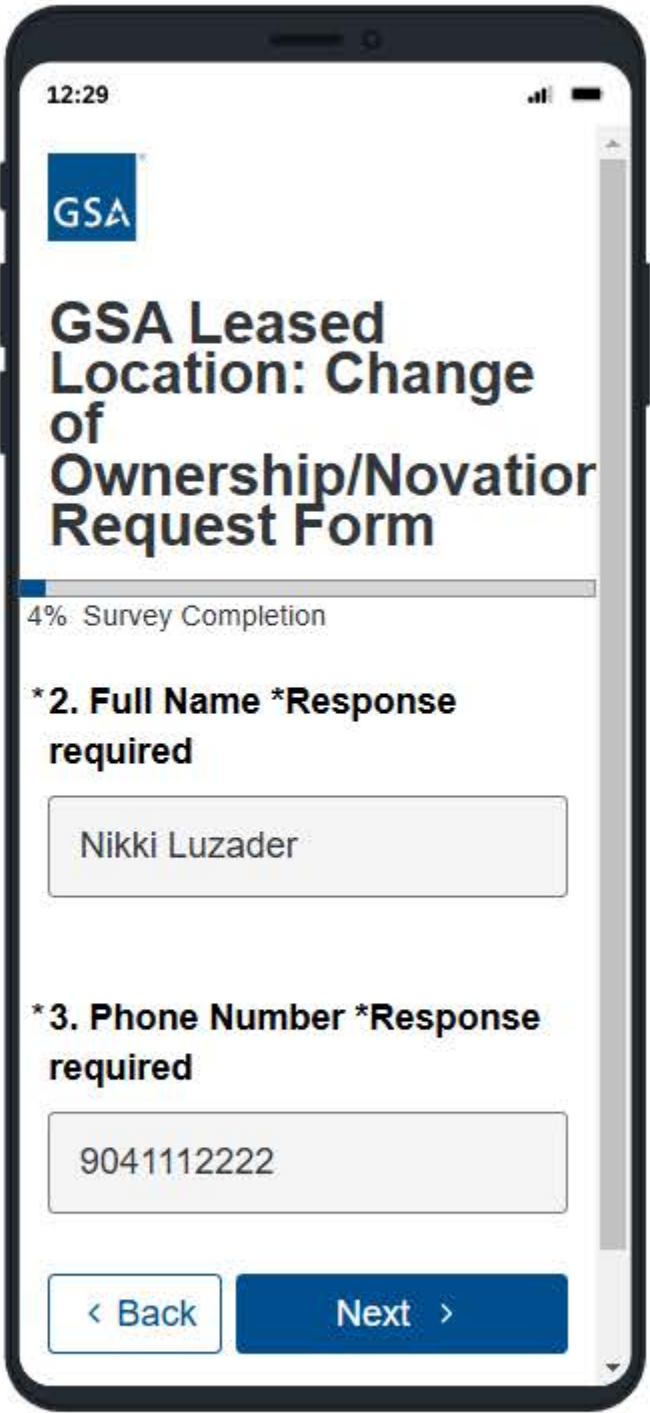 12:29
GSA
GSA Leased
Location: Change
of
Ownership/Novation
Request Form
4% Survey Completion
*2. Full Name *Response
required
Nikki Luzader
*3. Phone Number *Response
required
9041112222
< Back
Next >